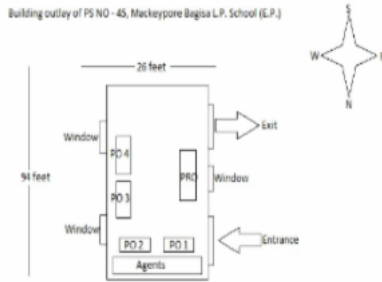 Building outlay of PS NO - 45, Mackeypore Bagisa L.P. School (E.P.)
S
W
N
26 feet
94 feet
Window
Exit
PO 4
PRO
Window
PO 3
Window
Entrance
PO 2
PO 1
Agents